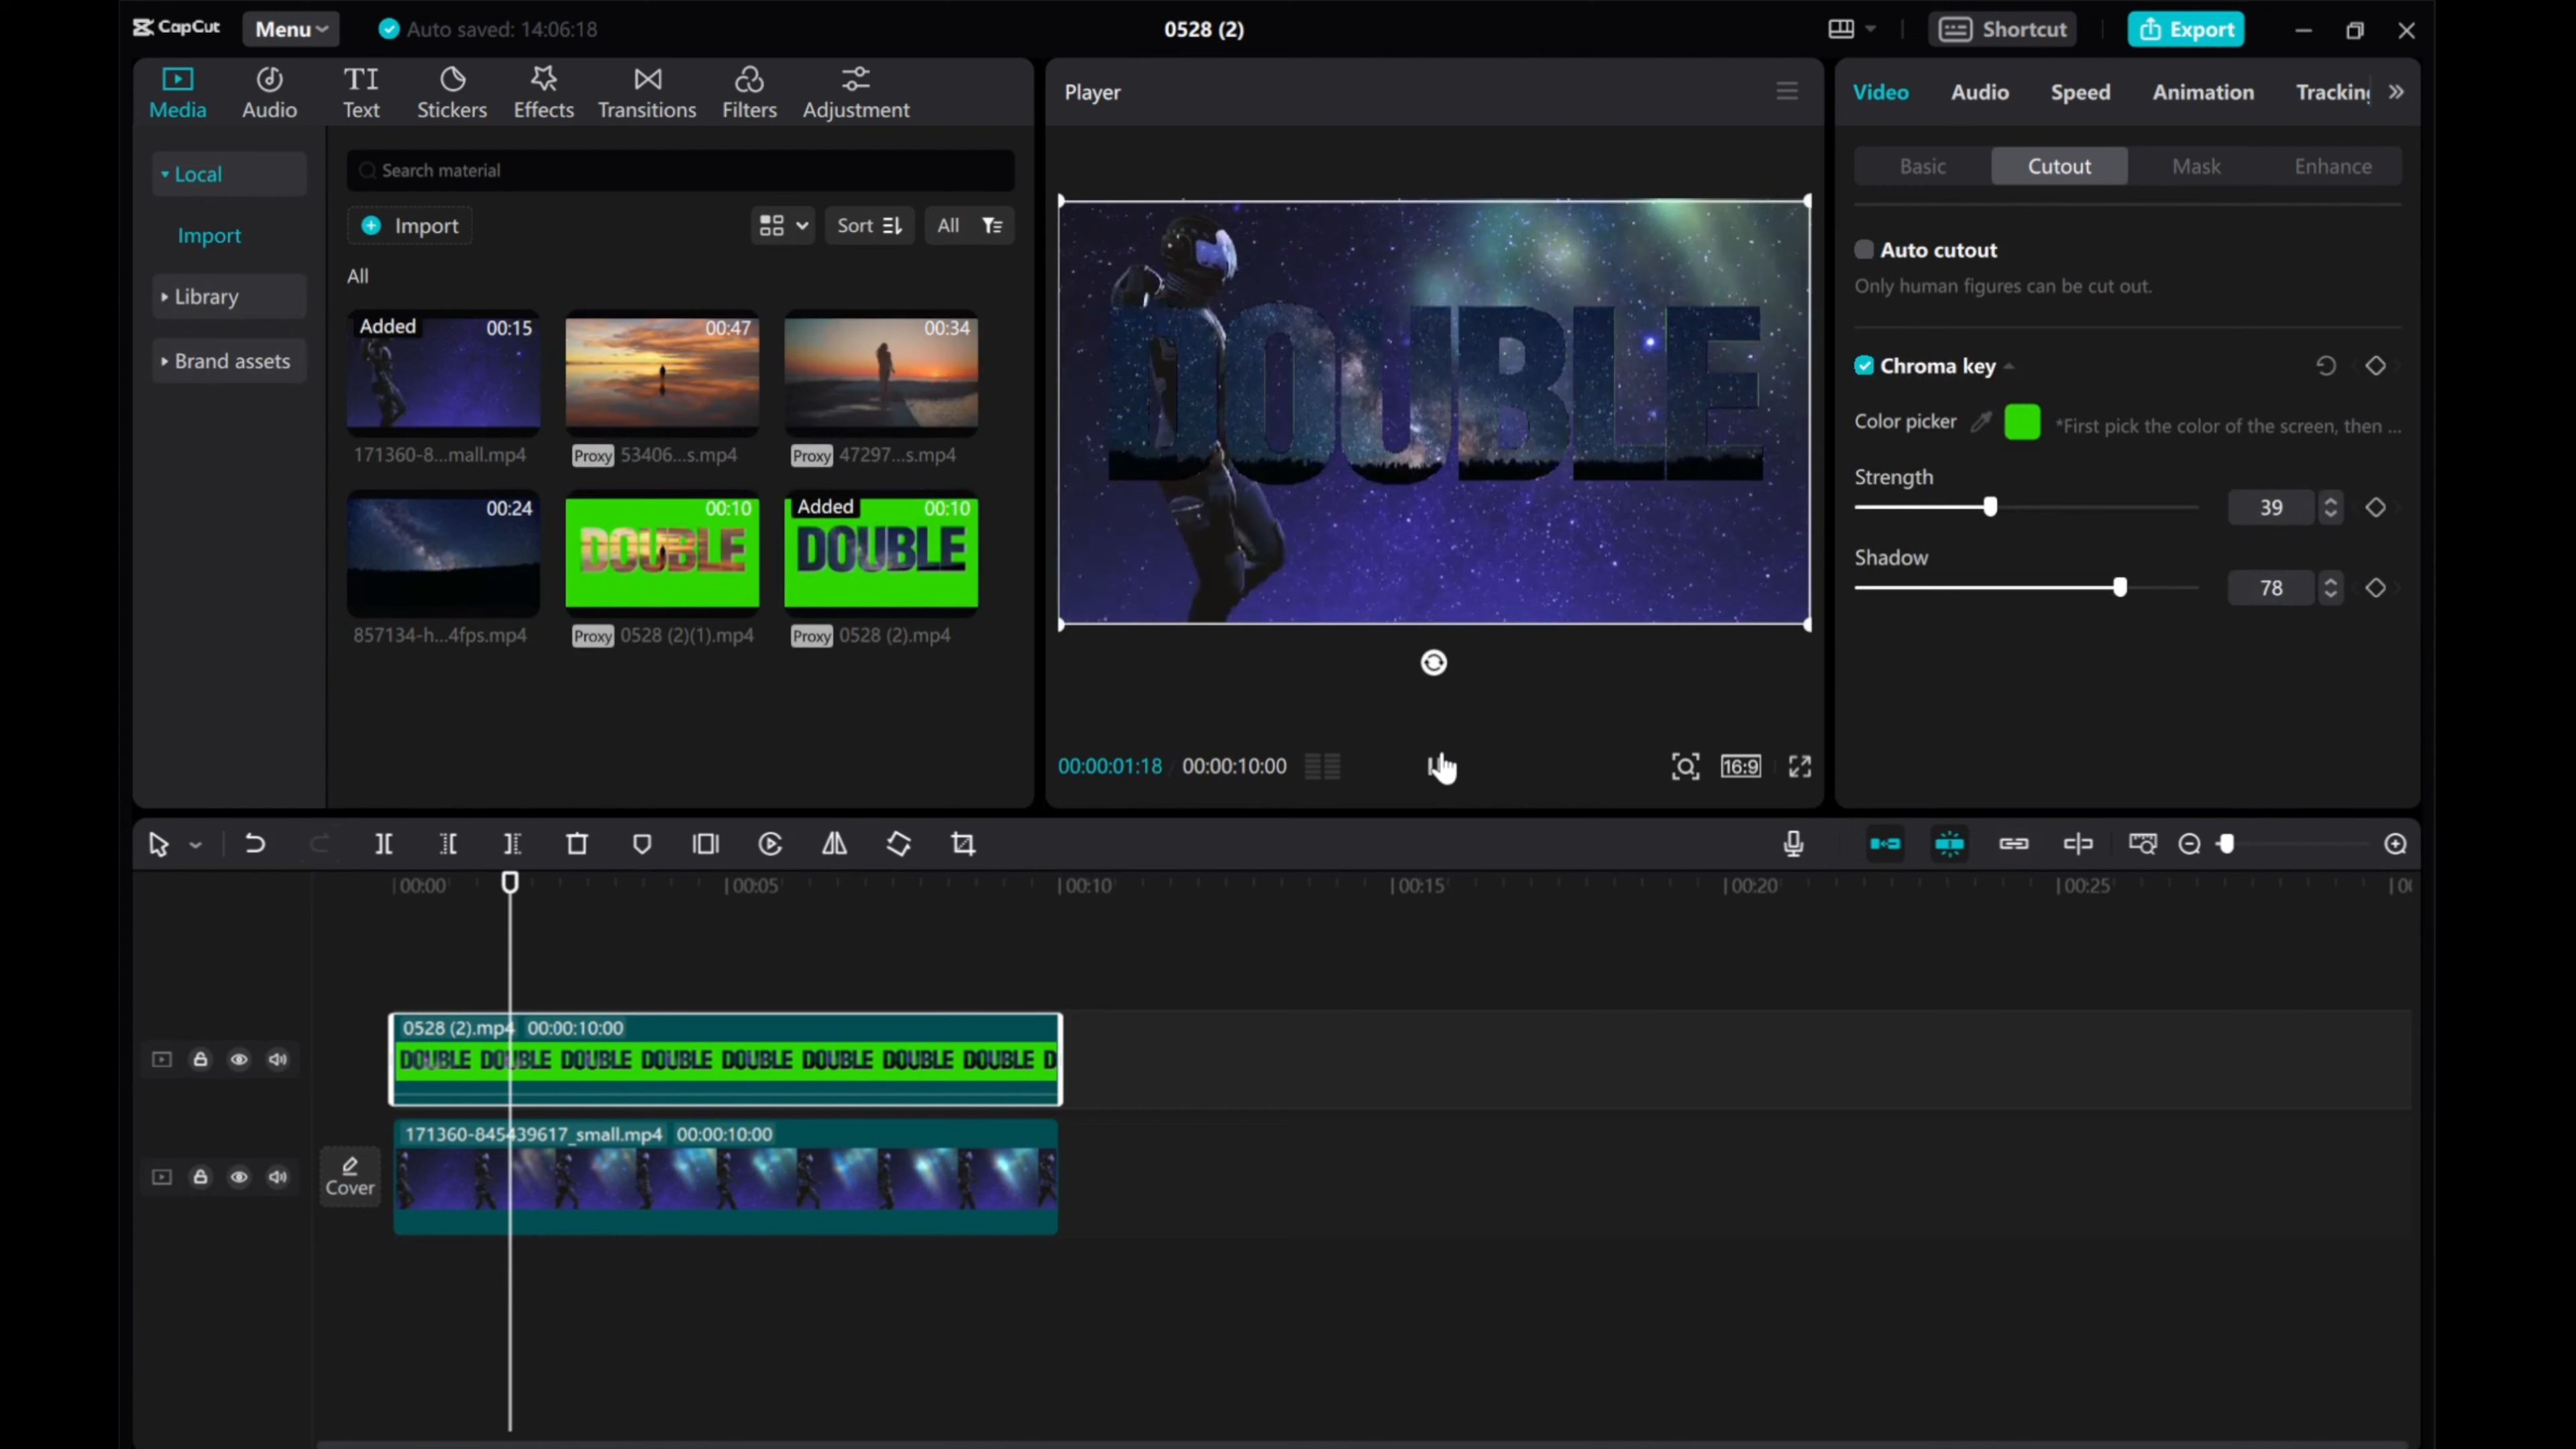 CapCut
Menu
Auto saved: 14:06:18
0528 (2)
Shortcut
Export
Media
Audio
TI
Text
Stickers
Effects
Transitions
Filters
Adjustment
Local
Import
Library
Brand assets
Search material
Import
Sort
All
All
Added 00:15
00:47
00:34
171360-8...mall.mp4
Proxy 53406...s.mp4
Proxy 47297...s.mp4
00:24
DOUBLE 00:10
Added 00:10
DOUBLE
857134-h...4fps.mp4
Proxy 0528 (2)(1).mp4
Proxy 0528 (2).mp4
Player
DOUBLE
00:00:01:18 / 00:00:10:00
16:9
Video
Audio
Speed
Animation
Tracking
Basic
Cutout
Mask
Enhance
Auto cutout
Only human figures can be cut out.
Chroma key
Color picker
*First pick the color of the screen, then ...
Strength
39
Shadow
78
00:00
00:05
00:10
00:15
00:20
00:25
0528 (2).mp4 00:00:10:00
DOUBLE DOUBLE DOUBLE DOUBLE DOUBLE DOUBLE DOUBLE DOUBLE D
Cover
171360-845439617_small.mp4 00:00:10:00